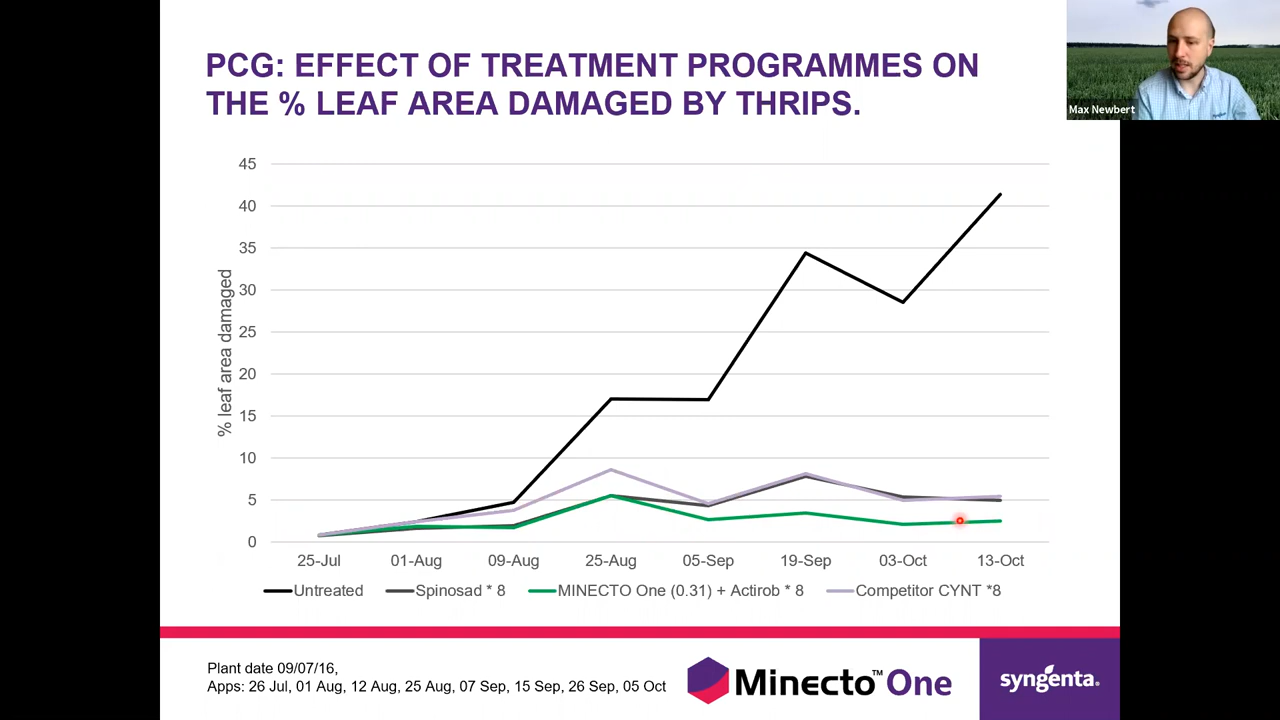 PCG: EFFECT OF TREATMENT PROGRAMMES ON
THE % LEAF AREA DAMAGED BY THRIPS.
Max Newbert
% leaf area damaged
45
40
35
30
25
20
15
10
5
0
25-Jul 01-Aug 09-Aug 25-Aug 05-Sep 19-Sep 03-Oct 13-Oct
Untreated Spinosad * 8 MINECTO One (0.31) + Actirob * 8 Competitor CYNT *8
Plant date 09/07/16,
Apps: 26 Jul, 01 Aug, 12 Aug, 25 Aug, 07 Sep, 15 Sep, 26 Sep, 05 Oct
Minecto™ One
syngenta.